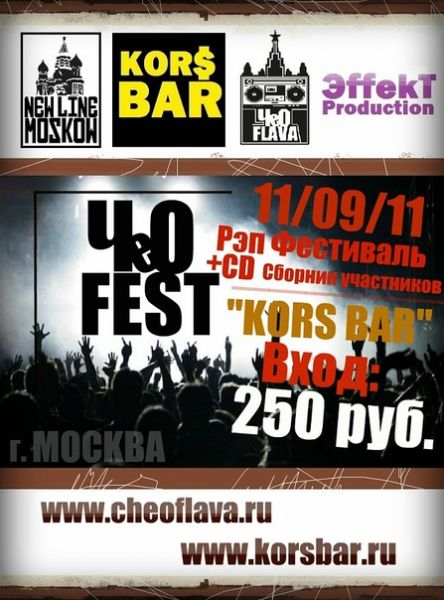 NEW LINE
MOSKOW
KOR$
BAR
ЧеО
FLAVA
ЭffeкT
Production
ЧеО
FEST
11/09/11
Рэп Фестиваль
+CD сборник участников
"KORS BAR"
Вход:
250 руб.
г. МОСКВА
www.cheoflava.ru
www.korsbar.ru